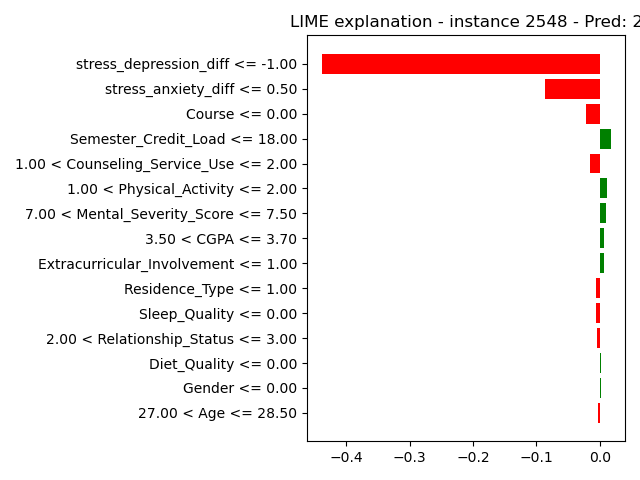 LIME explanation - instance 2548 - Pred: 2
stress_depression_diff <= -1.00
stress_anxiety_diff <= 0.50
Course <= 0.00
Semester_Credit_Load <= 18.00
1.00 < Counseling_Service_Use <= 2.00
1.00 < Physical_Activity <= 2.00
7.00 < Mental_Severity_Score <= 7.50
3.50 < CGPA <= 3.70
Extracurricular_Involvement <= 1.00
Residence_Type <= 1.00
Sleep_Quality <= 0.00
2.00 < Relationship_Status <= 3.00
Diet_Quality <= 0.00
Gender <= 0.00
27.00 < Age <= 28.50
−0.4 −0.3 −0.2 −0.1 0.0